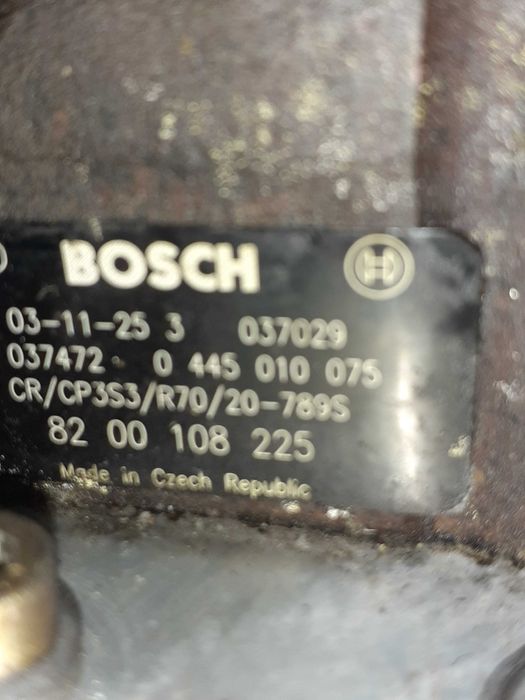 BOSCH
03-11-25 3 037029
037472 0 445 010 075
CR/CP3S3/R70/20-789S
82 00 108 225
Made in Czech Republic